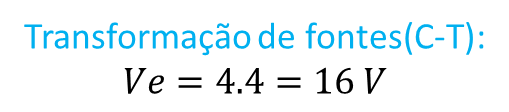 Transformação de fontes(C-T):
Ve = 4.4 = 16 V